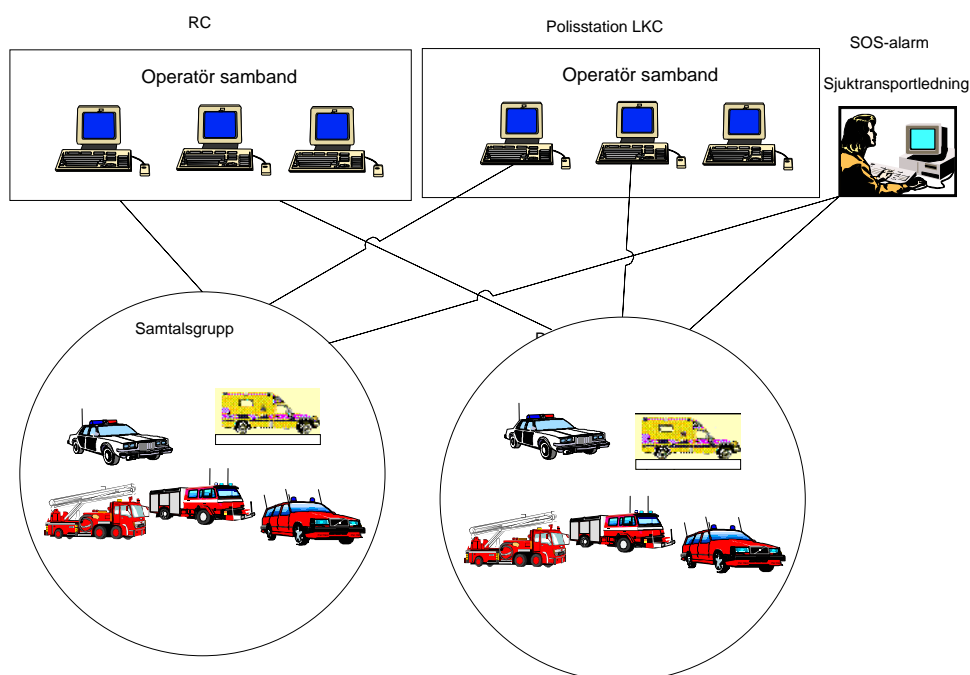 RC
Polisstation LKC
SOS-alarm
Sjuktransportledning
Operatör samband
Operatör samband
Samtalsgrupp